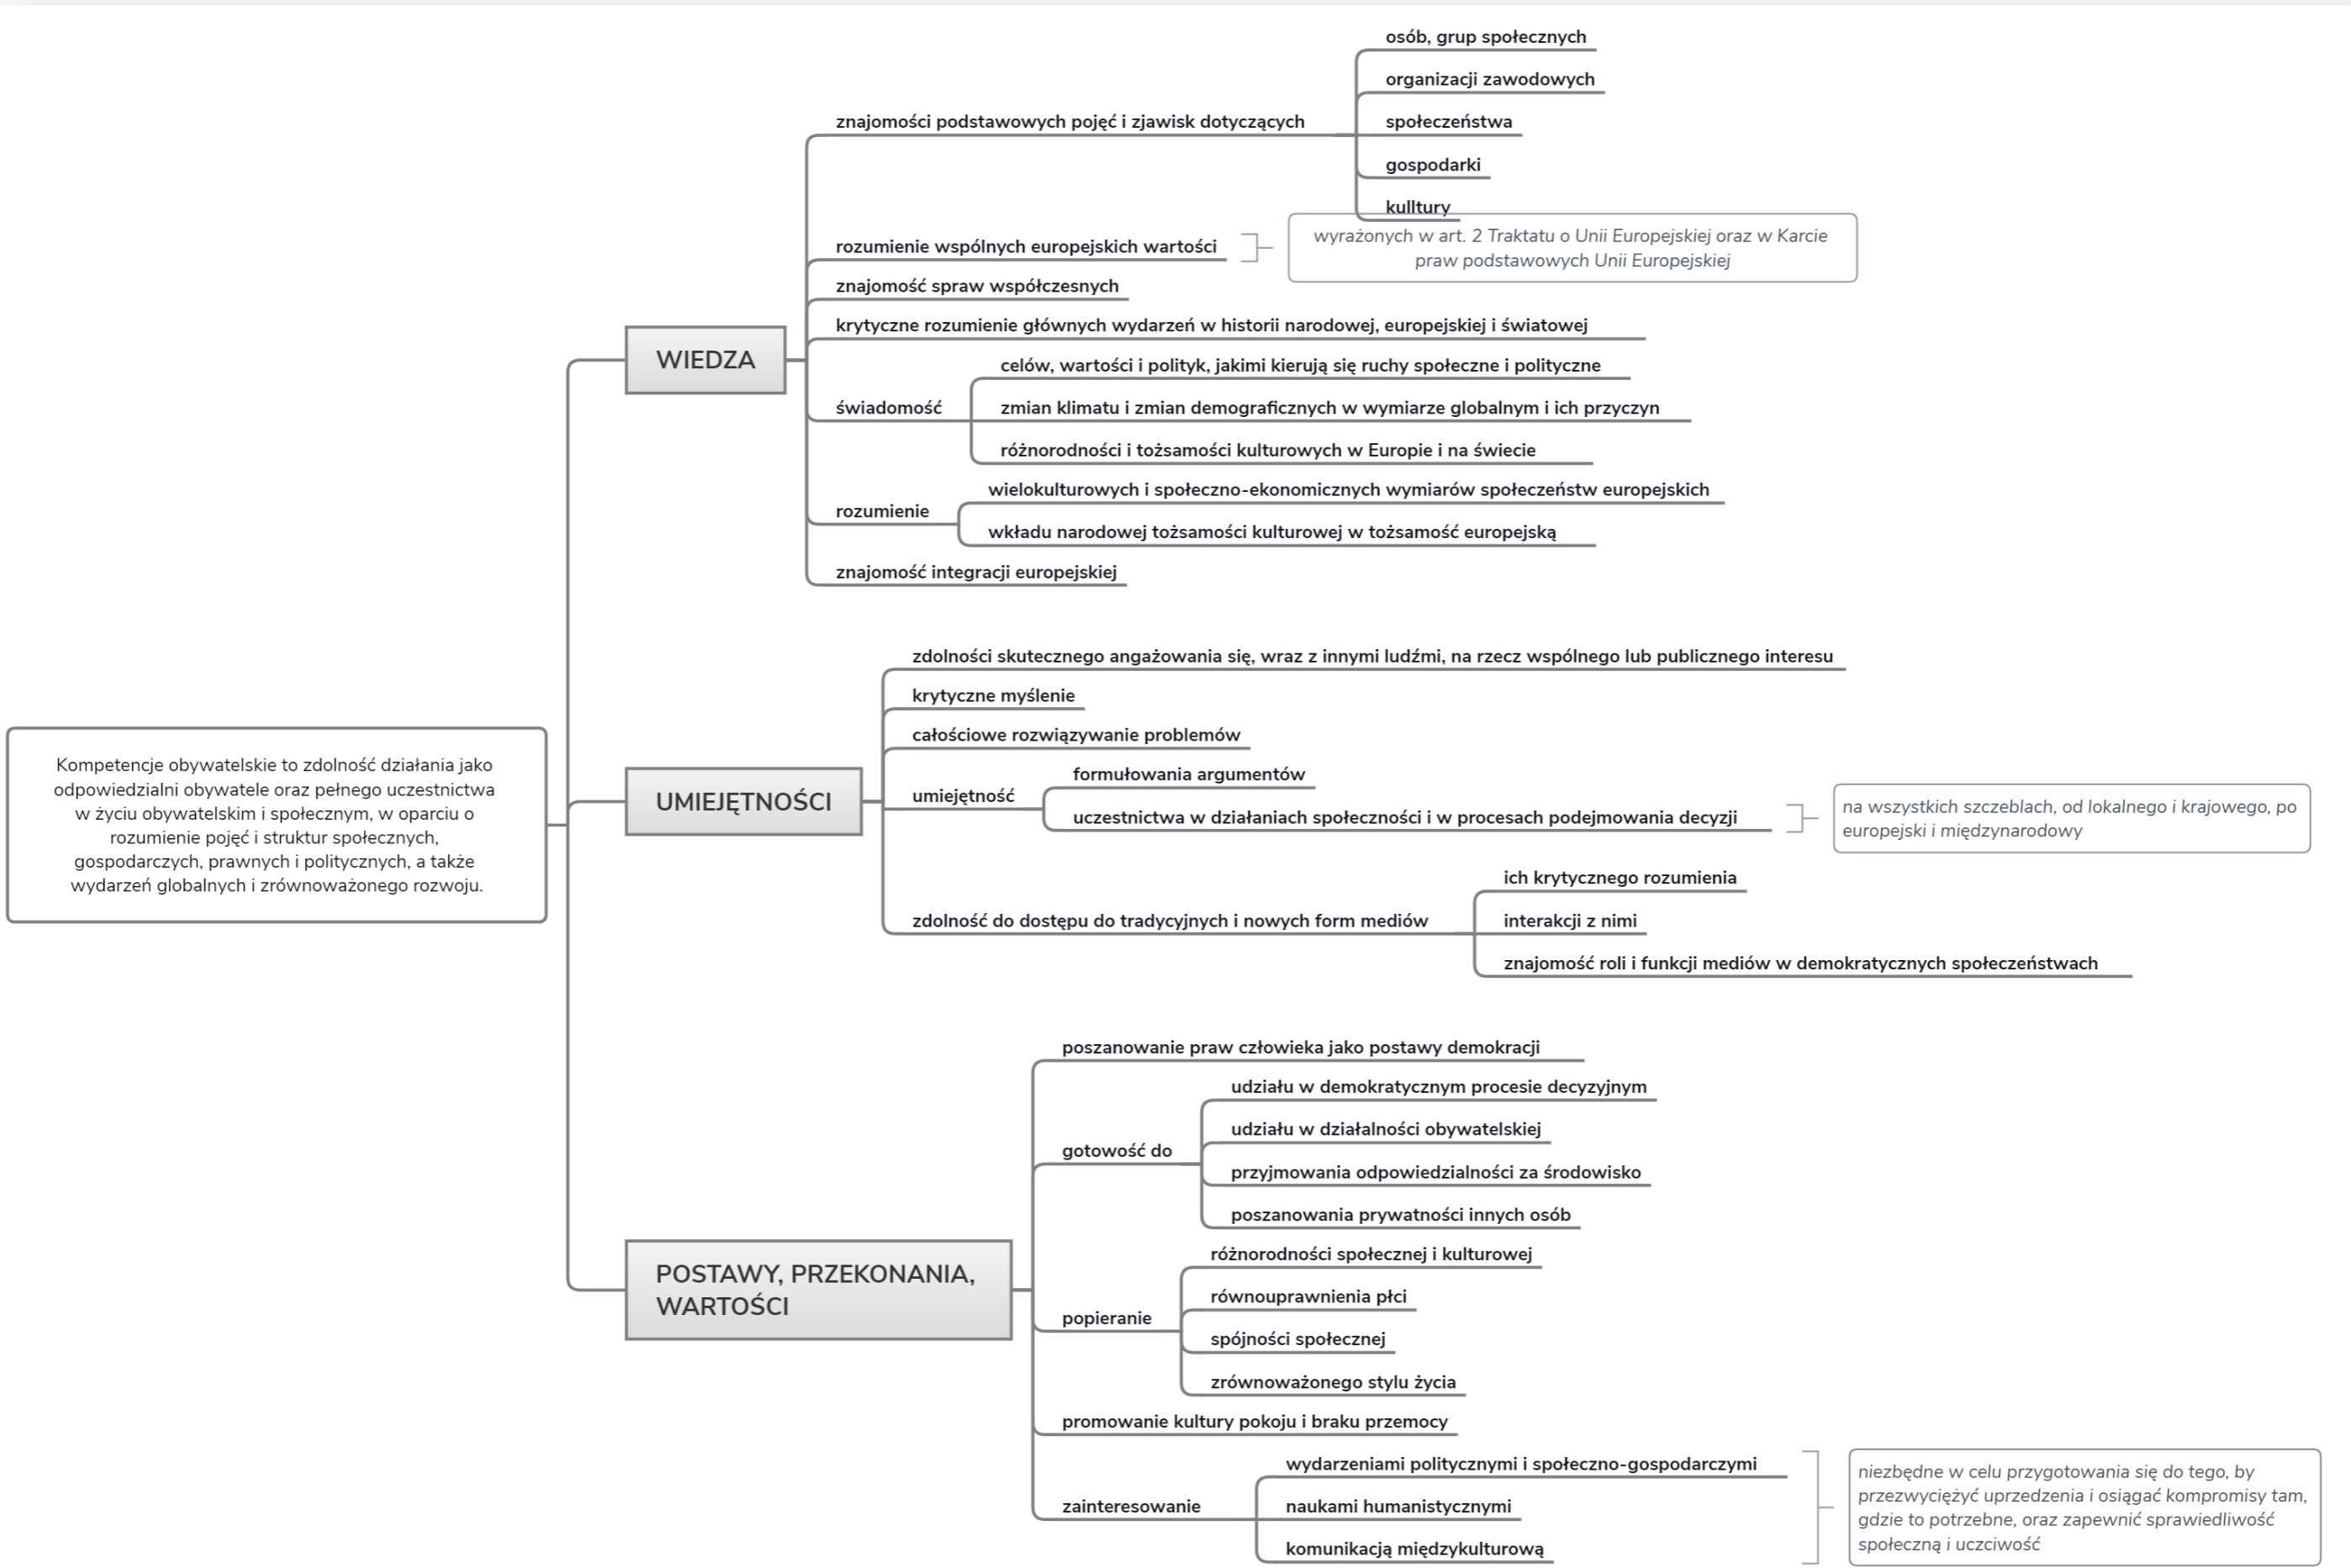 Kompetencje obywatelskie to zdolność działania jako
odpowiedzialni obywatele oraz pełnego uczestnictwa
w życiu obywatelskim i społecznym, w oparciu o
rozumienie pojęć i struktur społecznych,
gospodarczych, prawnych i politycznych, a także
wydarzeń globalnych i zrównoważonego rozwoju.
WIEDZA
znajomości podstawowych pojęć i zjawisk dotyczących
osób, grup społecznych
organizacji zawodowych
społeczeństwa
gospodarki
kulltury
rozumienie wspólnych europejskich wartości
wyrażonych w art. 2 Traktatu o Unii Europejskiej oraz w Karcie
praw podstawowych Unii Europejskiej
znajomość spraw współczesnych
krytyczne rozumienie głównych wydarzeń w historii narodowej, europejskiej i światowej
świadomość
celów, wartości i polityk, jakimi kierują się ruchy społeczne i polityczne
zmian klimatu i zmian demograficznych w wymiarze globalnym i ich przyczyn
różnorodności i tożsamości kulturowych w Europie i na świecie
rozumienie
wielokulturowych i społeczno-ekonomicznych wymiarów społeczeństw europejskich
wkładu narodowej tożsamości kulturowej w tożsamość europejską
znajomość integracji europejskiej
UMIEJĘTNOŚCI
zdolności skutecznego angażowania się, wraz z innymi ludźmi, na rzecz wspólnego lub publicznego interesu
krytyczne myślenie
całościowe rozwiązywanie problemów
umiejętność
formułowania argumentów
uczestnictwa w działaniach społeczności i w procesach podejmowania decyzji
na wszystkich szczeblach, od lokalnego i krajowego, po
europejski i międzynarodowy
zdolność do dostępu do tradycyjnych i nowych form mediów
ich krytycznego rozumienia
interakcji z nimi
znajomość roli i funkcji mediów w demokratycznych społeczeństwach
POSTAWY, PRZEKONANIA,
WARTOŚCI
poszanowanie praw człowieka jako postawy demokracji
gotowość do
udziału w demokratycznym procesie decyzyjnym
udziału w działalności obywatelskiej
przyjmowania odpowiedzialności za środowisko
poszanowania prywatności innych osób
popieranie
różnorodności społecznej i kulturowej
równouprawnienia płci
spójności społecznej
zrównoważonego stylu życia
promowanie kultury pokoju i braku przemocy
zainteresowanie
wydarzeniami politycznymi i społeczno-gospodarczymi
naukami humanistycznymi
komunikacją międzykulturową
niezbędne w celu przygotowania się do tego, by
przezwyciężyć uprzedzenia i osiągać kompromisy tam,
gdzie to potrzebne, oraz zapewnić sprawiedliwość
społeczną i uczciwość